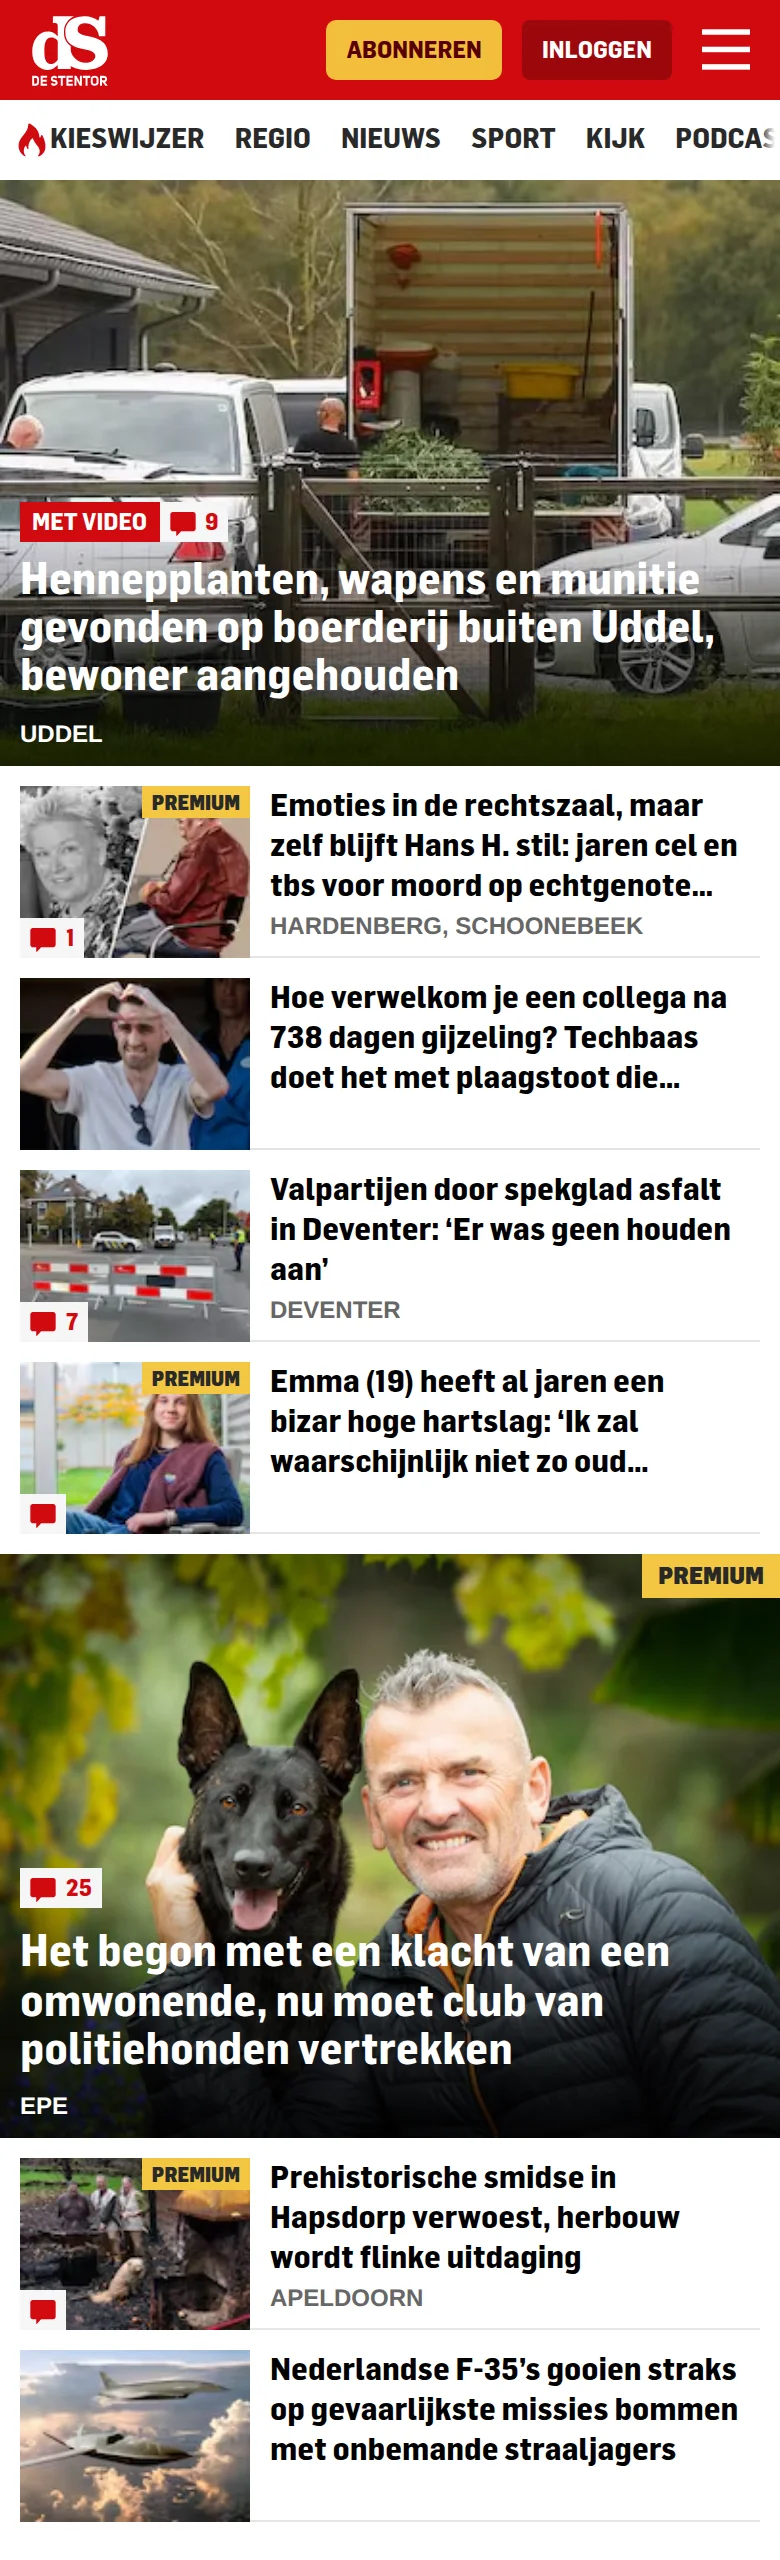 dS
DE STENTOR
ABONNEREN
INLOGGEN
KIESWIJZER REGIO NIEUWS SPORT KIJK PODCAS
MET VIDEO 9
Hennepplanten, wapens en munitie
gevonden op boerderij buiten Uddel,
bewoner aangehouden
UDDEL
PREMIUM
1
Emoties in de rechtszaal, maar
zelf blijft Hans H. stil: jaren cel en
tbs voor moord op echtgenote...
HARDENBERG, SCHOONEBEEK
Hoe verwelkom je een collega na
738 dagen gijzeling? Techbaas
doet het met plaagstoot die...
7
Valpartijen door spekglad asfalt
in Deventer: ‘Er was geen houden
aan’
DEVENTER
PREMIUM
Emma (19) heeft al jaren een
bizar hoge hartslag: ‘Ik zal
waarschijnlijk niet zo oud...
PREMIUM
25
Het begon met een klacht van een
omwonende, nu moet club van
politiehonden vertrekken
EPE
PREMIUM
Prehistorische smidse in
Hapsdorp verwoest, herbouw
wordt flinke uitdaging
APELDOORN
Nederlandse F-35’s gooien straks
op gevaarlijkste missies bommen
met onbemande straaljagers